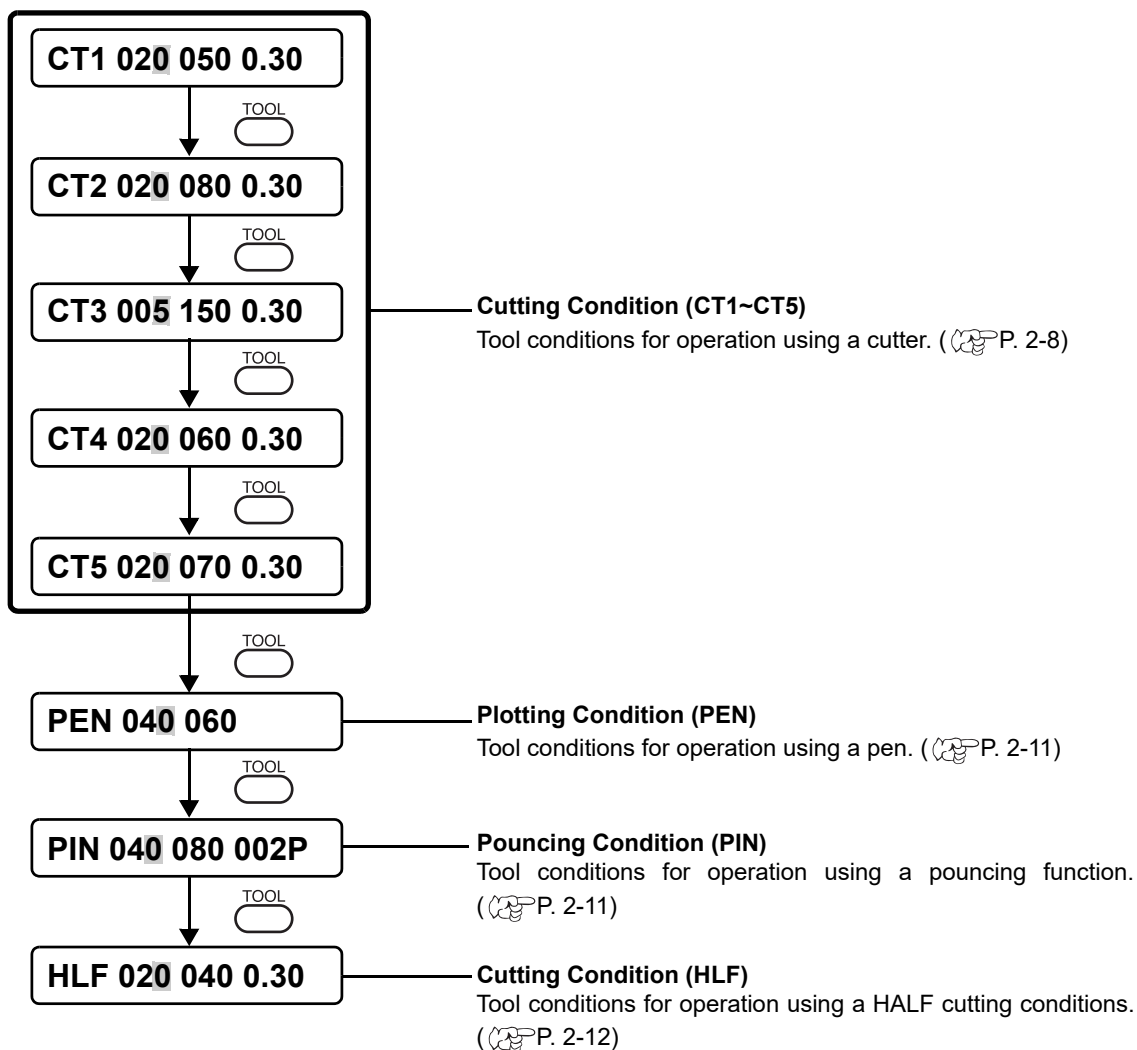 CT1 020 050 0.30
TOOL
CT2 020 080 0.30
TOOL
CT3 005 150 0.30
Cutting Condition (CT1~CT5)
Tool conditions for operation using a cutter. ( P. 2-8)
TOOL
CT4 020 060 0.30
TOOL
CT5 020 070 0.30
TOOL
PEN 040 060
Plotting Condition (PEN)
Tool conditions for operation using a pen. ( P. 2-11)
TOOL
PIN 040 080 002P
Pouncing Condition (PIN)
Tool conditions for operation using a pouncing function.
( P. 2-11)
TOOL
HLF 020 040 0.30
Cutting Condition (HLF)
Tool conditions for operation using a HALF cutting conditions.
( P. 2-12)